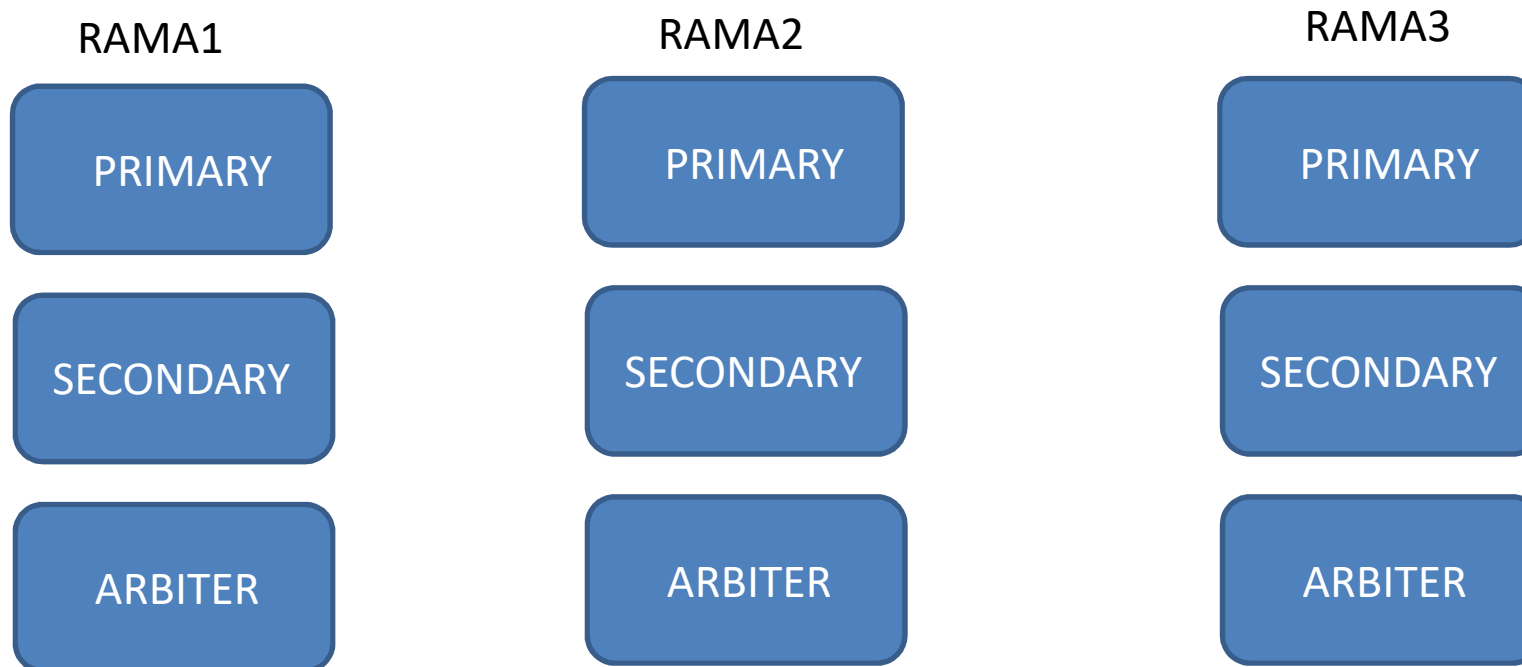 RAMA1
RAMA2
RAMA3
PRIMARY
PRIMARY
PRIMARY
SECONDARY
SECONDARY
SECONDARY
ARBITER
ARBITER
ARBITER